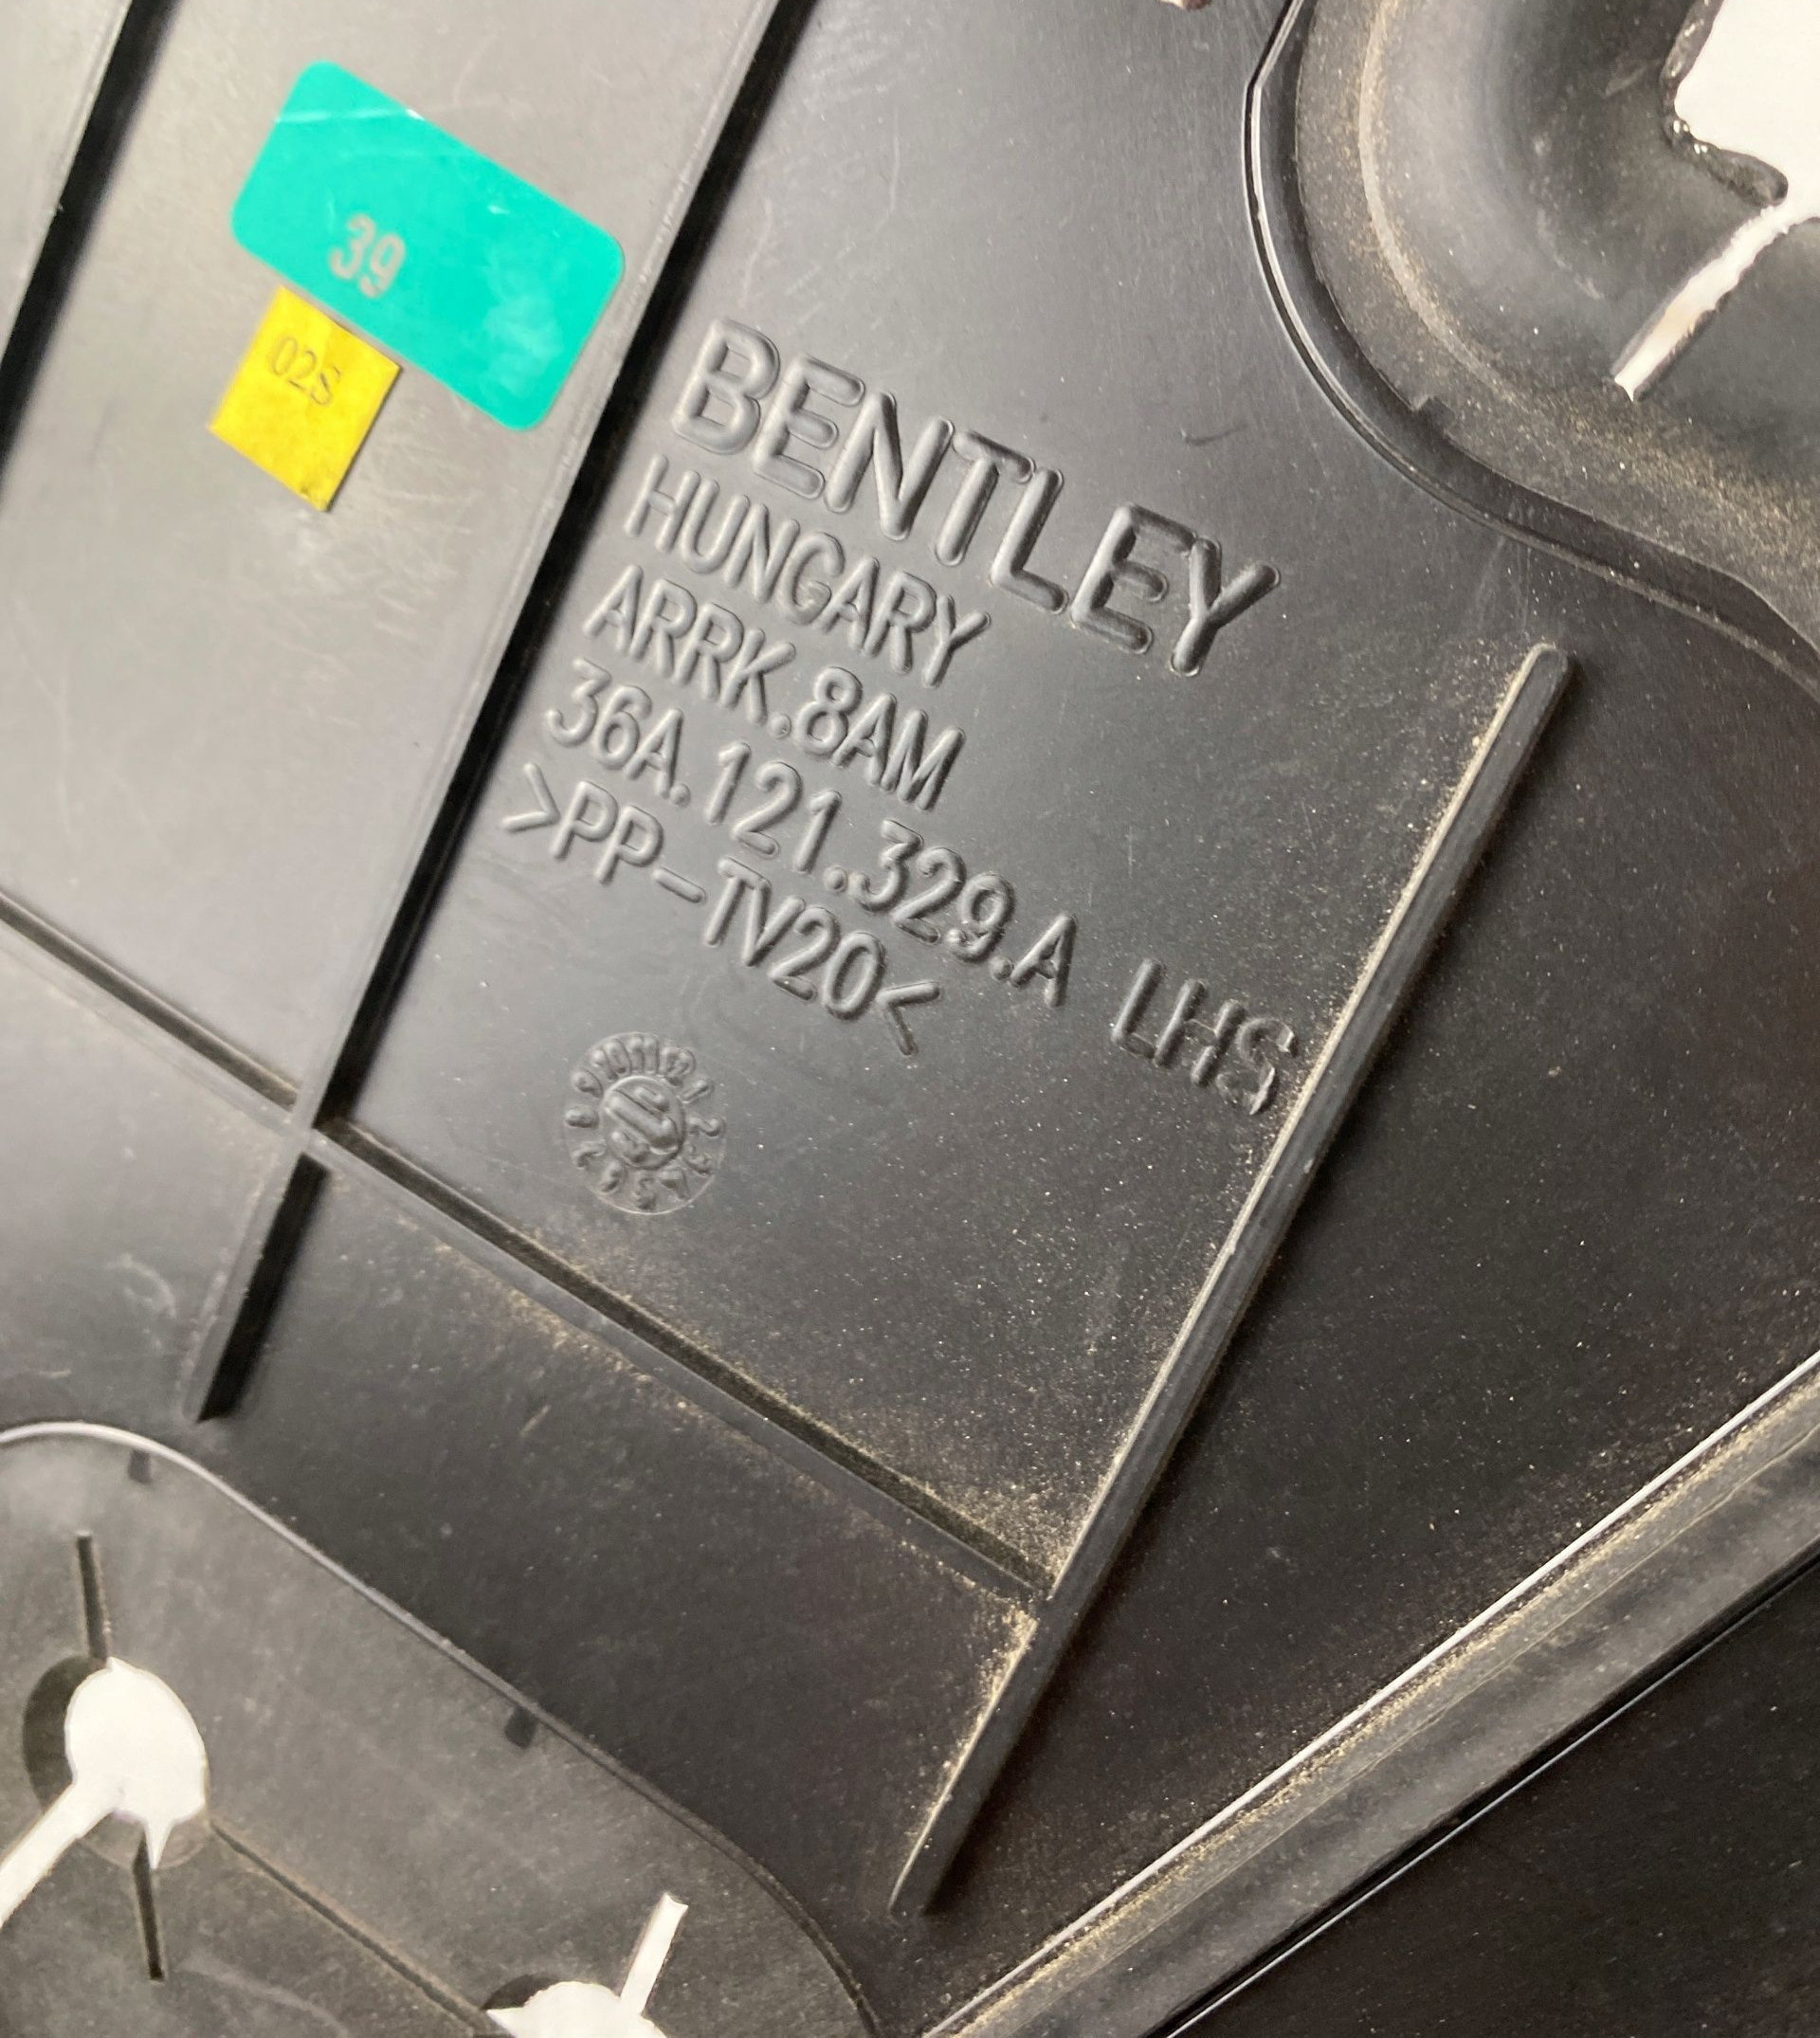 39
02S
BENTLEY
HUNGARY
ARRK.8AM
36A.121.329.A LHS
>PP-TV20<